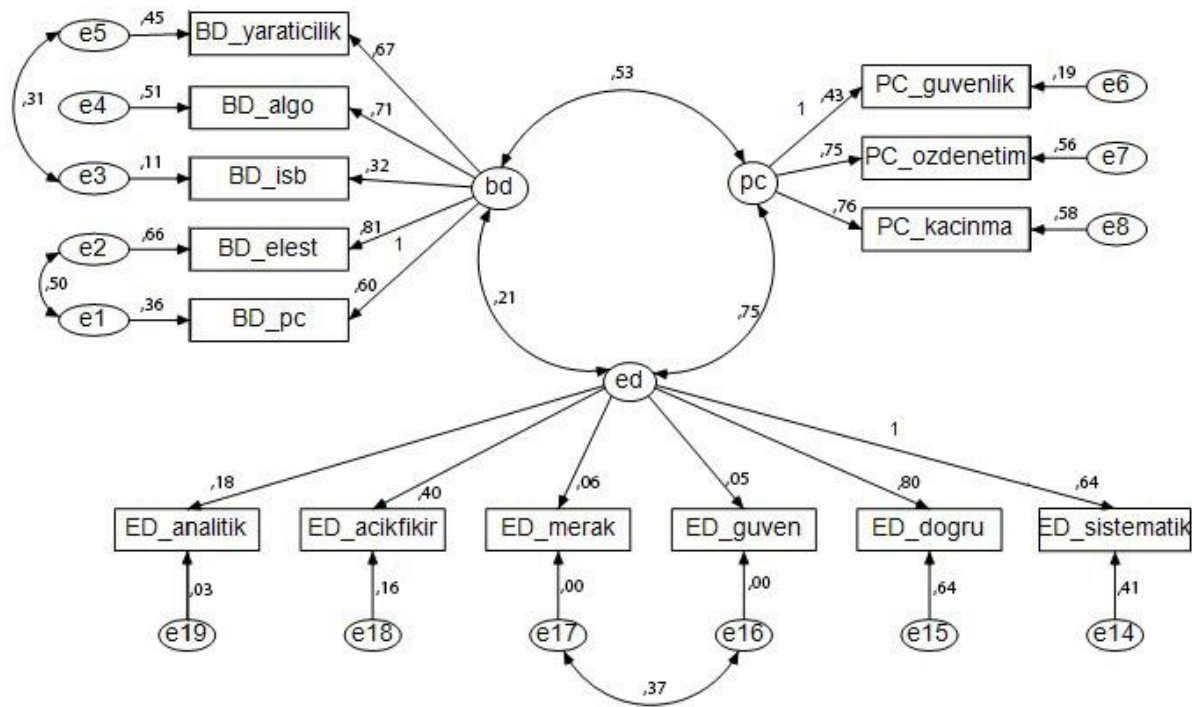 e5 ,45 BD_yaraticilik ,67
e4 ,51 BD_algo ,71
,31
e3 ,11 BD_isb ,32
e2 ,66 BD_elest ,81
1
,50
e1 ,36 BD_pc ,60
bd
,53
pc
1 ,43 PC_guvenlik ,19 e6
,75 PC_ozdenetim ,56 e7
,76 PC_kacinma ,58 e8
,21
,75
ed
1
,18 ,40 ,06 ,05 ,80 ,64
ED_analitik ED_acikfikir ED_merak ED_guven ED_dogru ED_sistematik
,03 ,16 ,00 ,00 ,64 ,41
e19 e18 e17 e16 e15 e14
,37